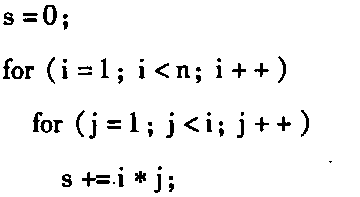 s=0;
for (i=1; i<n; i++)
for (j=1; j<i; j++)
s+=i*j;